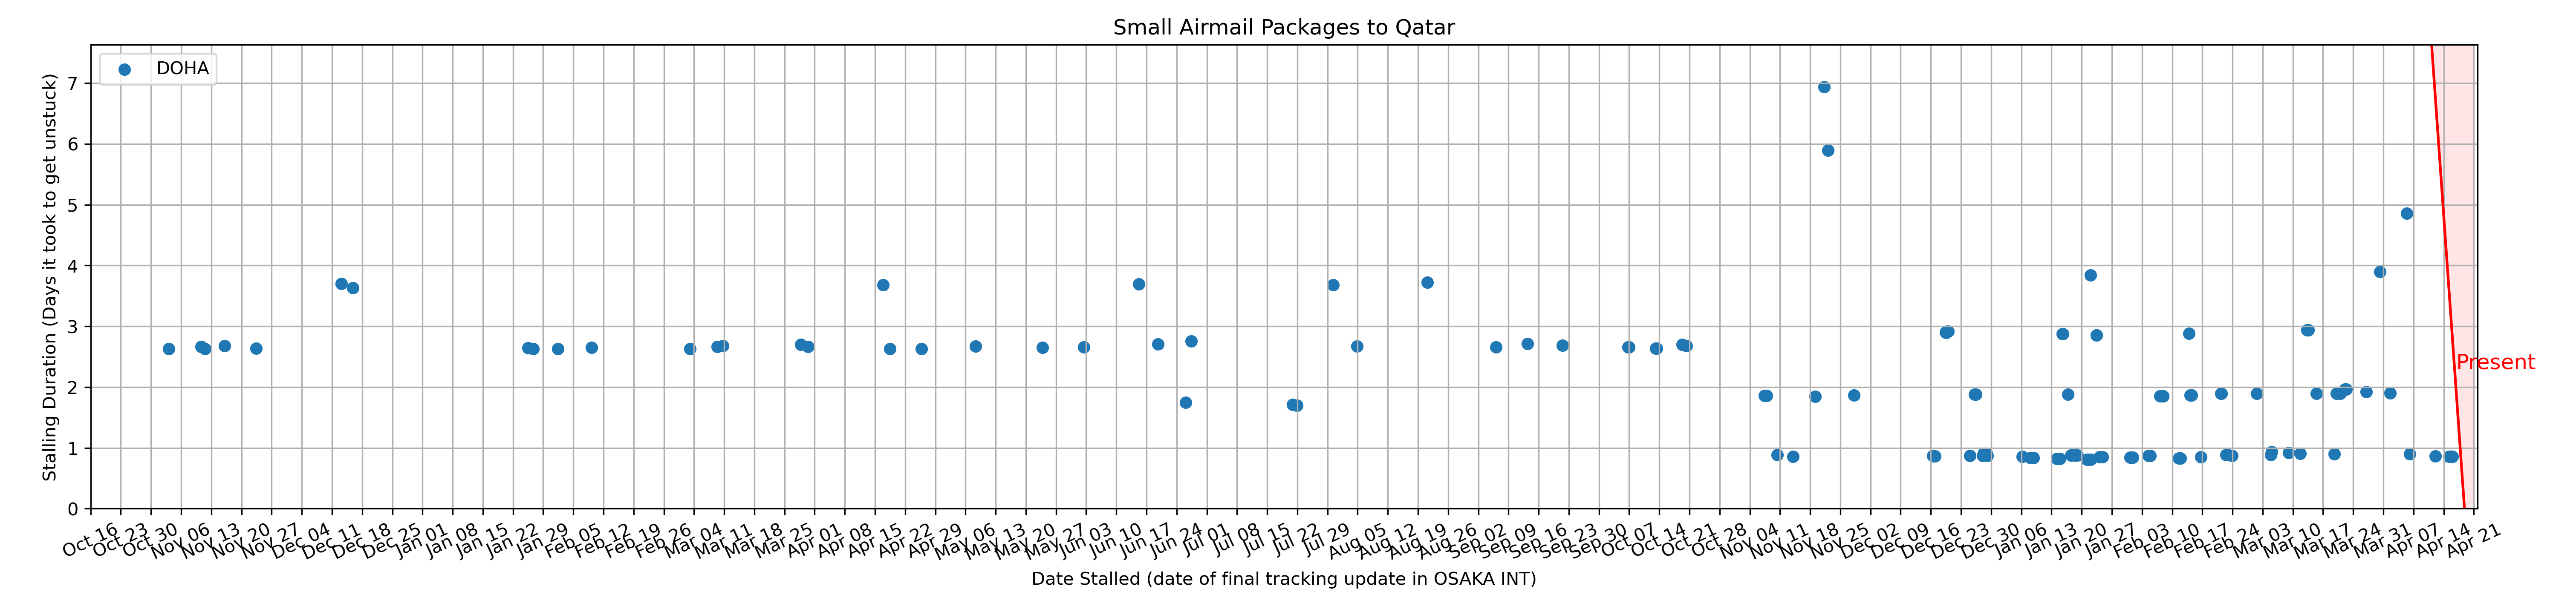 Small Airmail Packages to Qatar
DOHA
Stalling Duration (Days it took to get unstuck)
7
6
5
4
3
2
1
0
Present
Oct 16
Oct 23
Oct 30
Nov 06
Nov 13
Nov 20
Nov 27
Dec 04
Dec 11
Dec 18
Dec 25
Jan 01
Jan 08
Jan 15
Jan 22
Jan 29
Feb 05
Feb 12
Feb 19
Feb 26
Mar 04
Mar 11
Mar 18
Mar 25
Apr 01
Apr 08
Apr 15
Apr 22
Apr 29
May 06
May 13
May 20
May 27
Jun 03
Jun 10
Jun 17
Jun 24
Jul 01
Jul 08
Jul 15
Jul 22
Jul 29
Aug 05
Aug 12
Aug 19
Aug 26
Sep 02
Sep 09
Sep 16
Sep 23
Sep 30
Oct 07
Oct 14
Oct 21
Oct 28
Nov 04
Nov 11
Nov 18
Nov 25
Dec 02
Dec 09
Dec 16
Dec 23
Dec 30
Jan 06
Jan 13
Jan 20
Jan 27
Feb 03
Feb 10
Feb 17
Feb 24
Mar 03
Mar 10
Mar 17
Mar 24
Mar 31
Apr 07
Apr 14
Apr 21
Date Stalled (date of final tracking update in OSAKA INT)